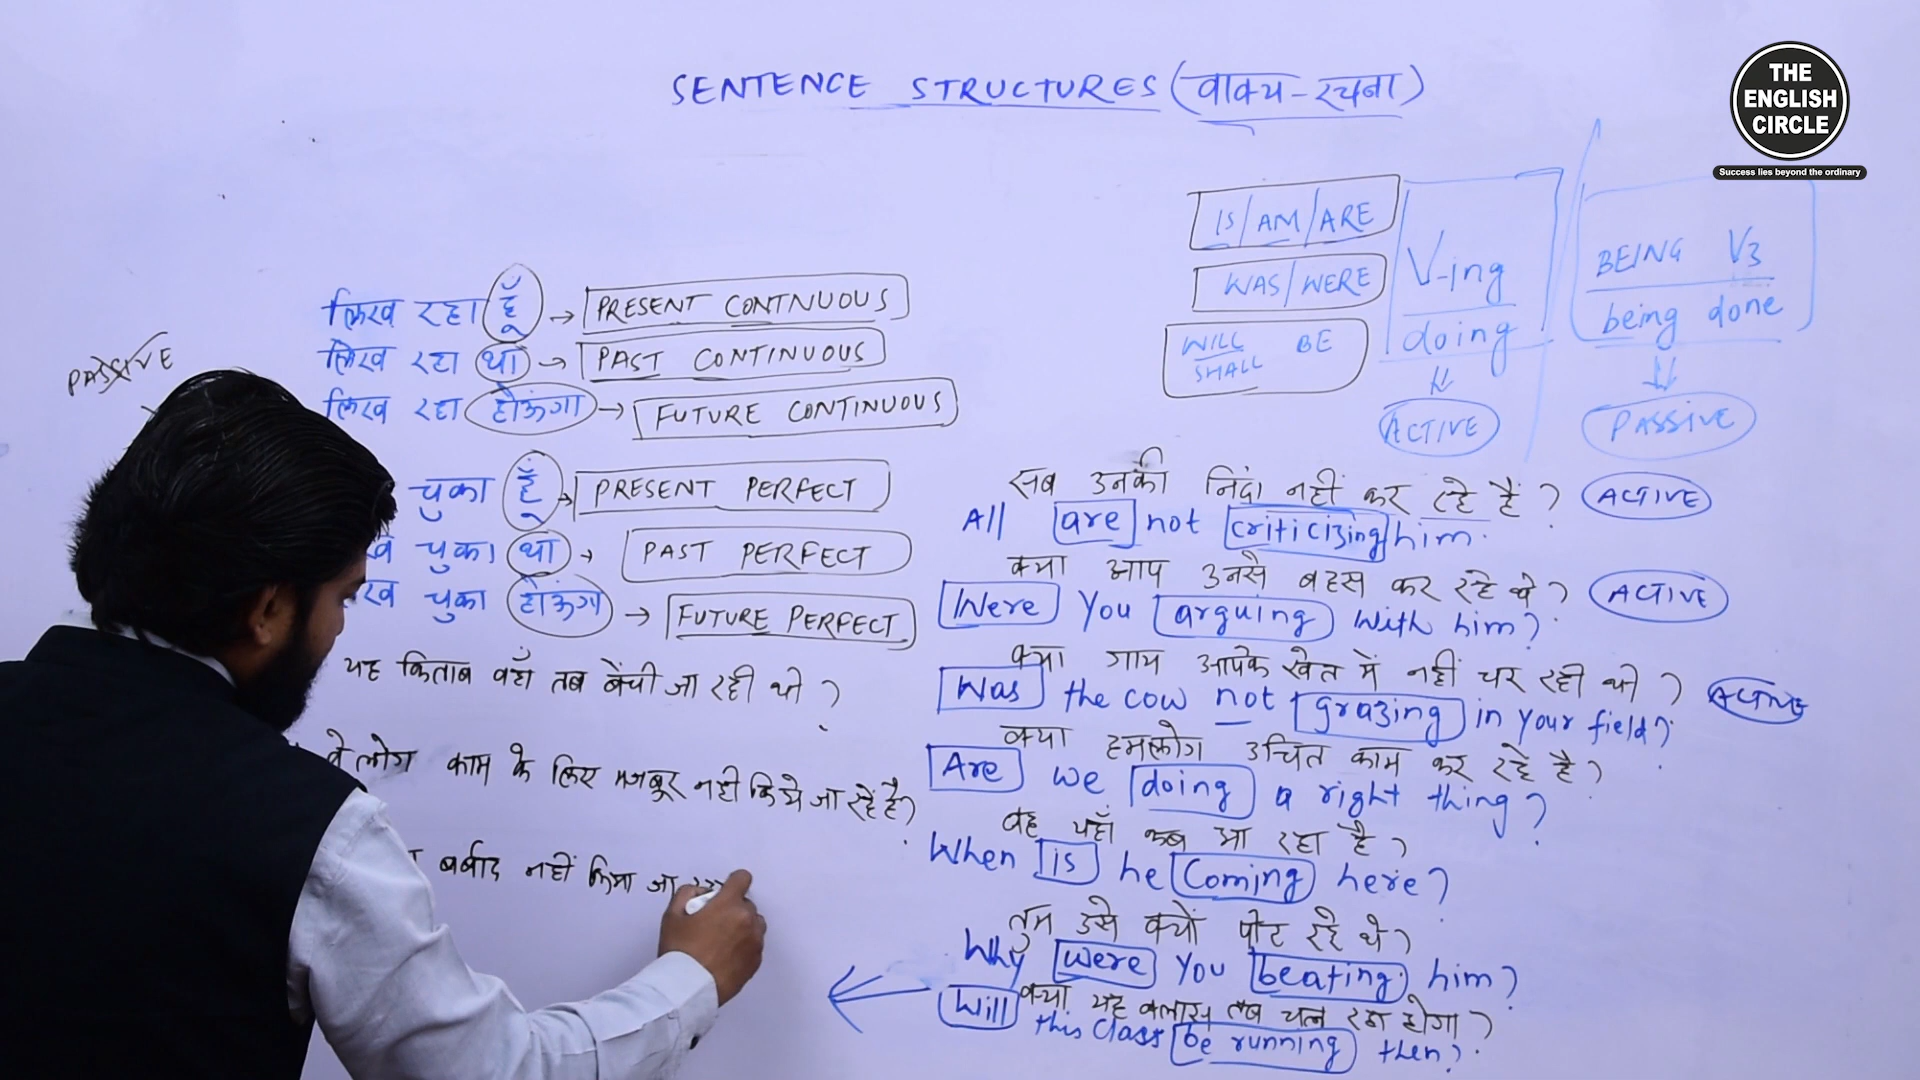 SENTENCE STRUCTURES (वाक्य-रचना)
THE
ENGLISH
CIRCLE
Success lies beyond the ordinary
IS/AM/ARE
WAS/WERE
WILL
SHALL
BE
V-ing
doing
ACTIVE
BEING V3
being done
PASSIVE
PASSIVE
लिख रहा हूँ → PRESENT CONTNUOUS
लिख रहा था → PAST CONTINUOUS
लिख रहा होऊंगा → FUTURE CONTINUOUS
चुका हूँ → PRESENT PERFECT
चुका था → PAST PERFECT
चुका होऊंगा → FUTURE PERFECT
यह किताब वहाँ तब बेंची जा रही थी ?
वे लोग काम के लिए मजबूर नहीं किये जा रहे है?
बर्बाद नहीं किया जा
सब उनकी निंदा नहीं कर रहे हैं ? ACTIVE
All are not criticizing him.
क्या आप उनसे बहस कर रहे थे ? ACTIVE
Were you arguing with him?
क्या गाय आपके खेत में नहीं चर रही थी ? ACTIVE
Was the cow not grazing in your field?
क्या हमलोग उचित काम कर रहे है ?
Are we doing a right thing?
वह यहाँ कब आ रहा है ?
When is he coming here?
तुम उसे क्यों पीट रहे थे ?
Why were you beating him?
क्या यह क्लास तब चल रहा होगा ?
Will this class be running then?